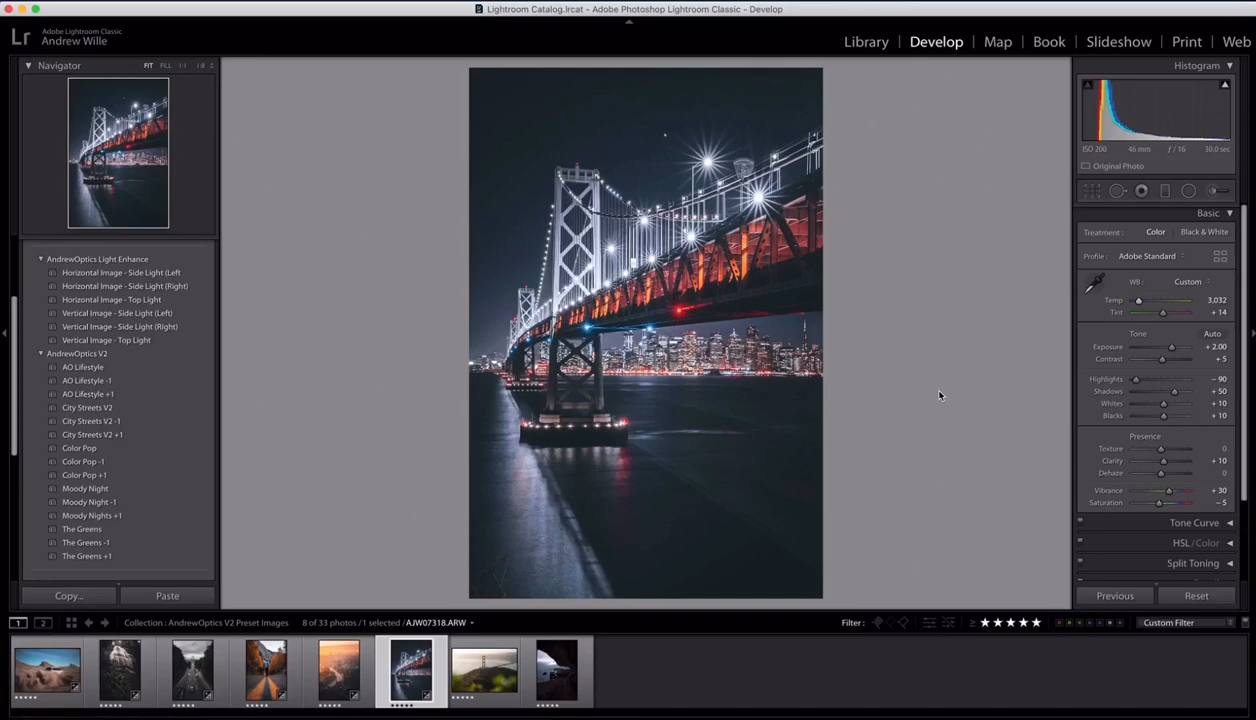 Lightroom Catalog.lrcat - Adobe Photoshop Lightroom Classic - Develop
Lr
Adobe Lightroom Classic
Andrew Wille
Library | Develop | Map | Book | Slideshow | Print | Web
Navigator FIT FILL 1:1 1:8
AndrewOptics Light Enhance
Horizontal Image - Side Light (Left
Horizontal Image - Side Light (Right)
Horizontal Image - Top Light
Vertical Image - Side Light (Left)
Vertical Image - Side Light (Right)
Vertical Image - Top Light
AndrewOptics V2
AO Lifestyle
AO Lifestyle -1
AO Lifestyle +1
City Streets V2
City Streets V2 -1
City Streets V2 +1
Color Pop
Color Pop -1
Color Pop +1
Moody Night
Moody Night -1
Moody Nights +1
The Greens
The Greens -1
The Greens +1
Copy... Paste
Histogram
ISO 200 46 mm f / 16 30.0 sec
Original Photo
Basic
Treatment: Color Black & White
Profile: Adobe Standard
WB: Custom
Temp 3,032
Tint + 14
Tone Auto
Exposure + 2.00
Contrast + 5
Highlights − 90
Shadows + 50
Whites + 10
Blacks + 10
Presence
Texture 0
Clarity + 10
Dehaze 0
Vibrance + 30
Saturation − 5
Tone Curve
HSL / Color
Split Toning
Previous Reset
1 2 Collection : AndrewOptics V2 Preset Images 8 of 33 photos / 1 selected / AJW07318.ARW Filter : ≥ ★★★★★ Custom Filter